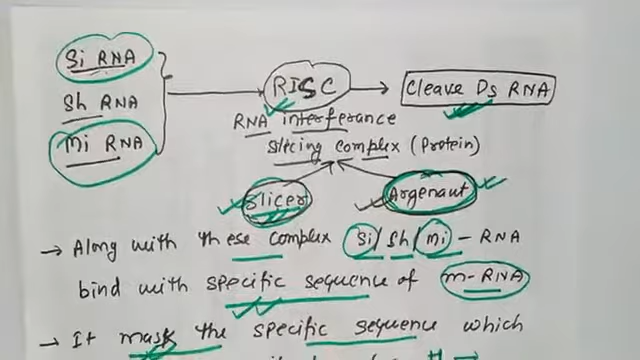 Si RNA
Sh RNA
Mi RNA
RISC
Cleave Ds RNA
RNA interferance
slicing complex (Protein)
Slicer
Argenaut
→ Along with these complex Si/Sh/mi - RNA
bind with specific sequence of m-RNA
→ It mask the specific sequence which